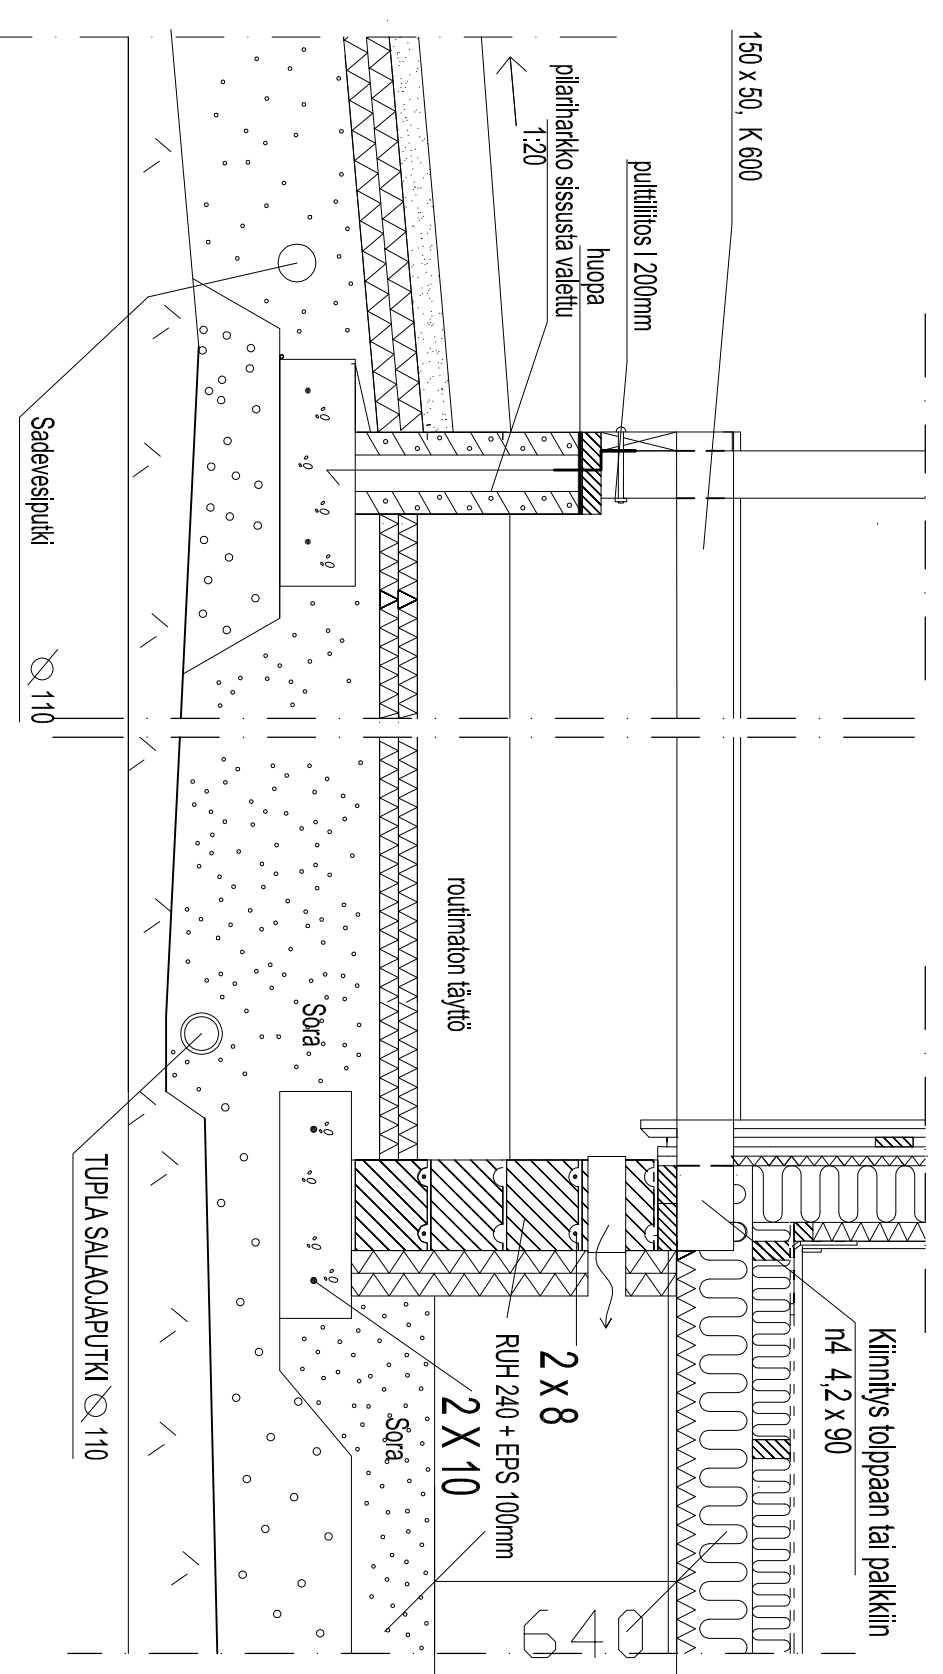 150 x 50, K 600
pulttiliitos l 200mm
huopa
pilariharkko sissusta valettu
1:20
Sadevesiputki Ø 110
routimaton täyttö
Sora
TUPLA SALAOJAPUTKI Ø 110
Kiinnitys tolppaan tai palkkiin
n4 4,2 x 90
2 x 8
RUH 240 + EPS 100mm
2 X 10
Sora
640